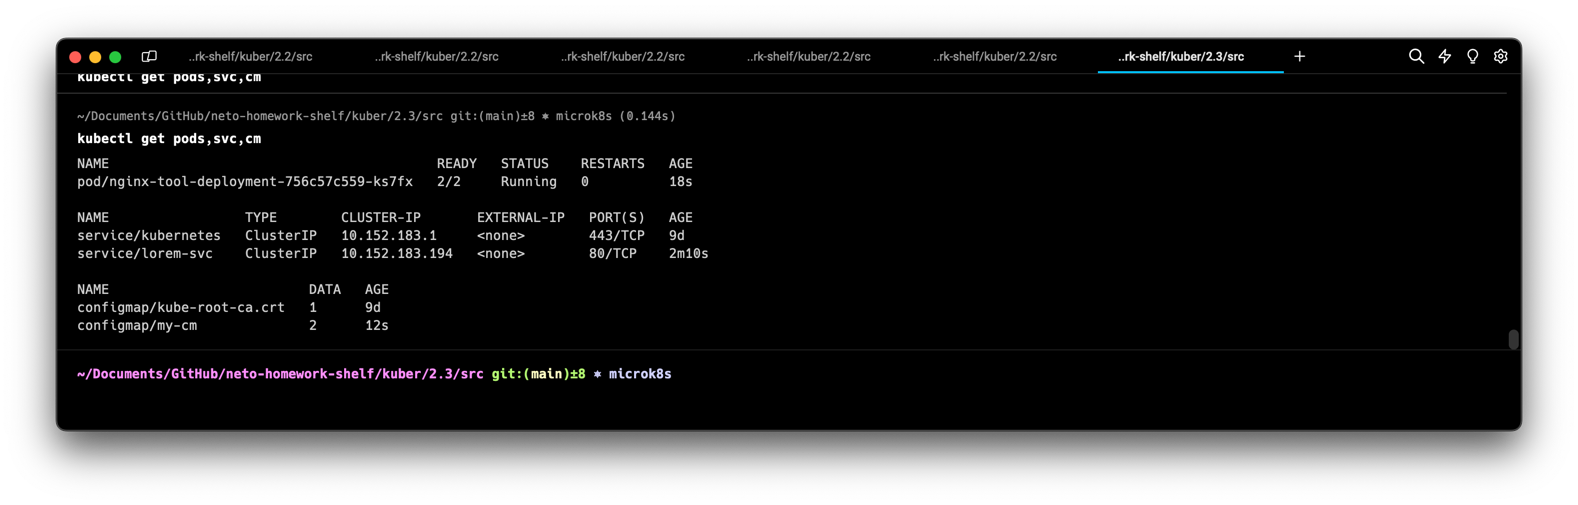 ..rk-shelf/kuber/2.2/src ..rk-shelf/kuber/2.2/src ..rk-shelf/kuber/2.2/src ..rk-shelf/kuber/2.2/src ..rk-shelf/kuber/2.2/src ..rk-shelf/kuber/2.3/src +
kubectl get pods,svc,cm
~/Documents/GitHub/neto-homework-shelf/kuber/2.3/src git:(main)±8 ⎈ microk8s (0.144s)
kubectl get pods,svc,cm
NAME READY STATUS RESTARTS AGE
pod/nginx-tool-deployment-756c57c559-ks7fx 2/2 Running 0 18s
NAME TYPE CLUSTER-IP EXTERNAL-IP PORT(S) AGE
service/kubernetes ClusterIP 10.152.183.1 <none> 443/TCP 9d
service/lorem-svc ClusterIP 10.152.183.194 <none> 80/TCP 2m10s
NAME DATA AGE
configmap/kube-root-ca.crt 1 9d
configmap/my-cm 2 12s
~/Documents/GitHub/neto-homework-shelf/kuber/2.3/src git:(main)±8 ⎈ microk8s